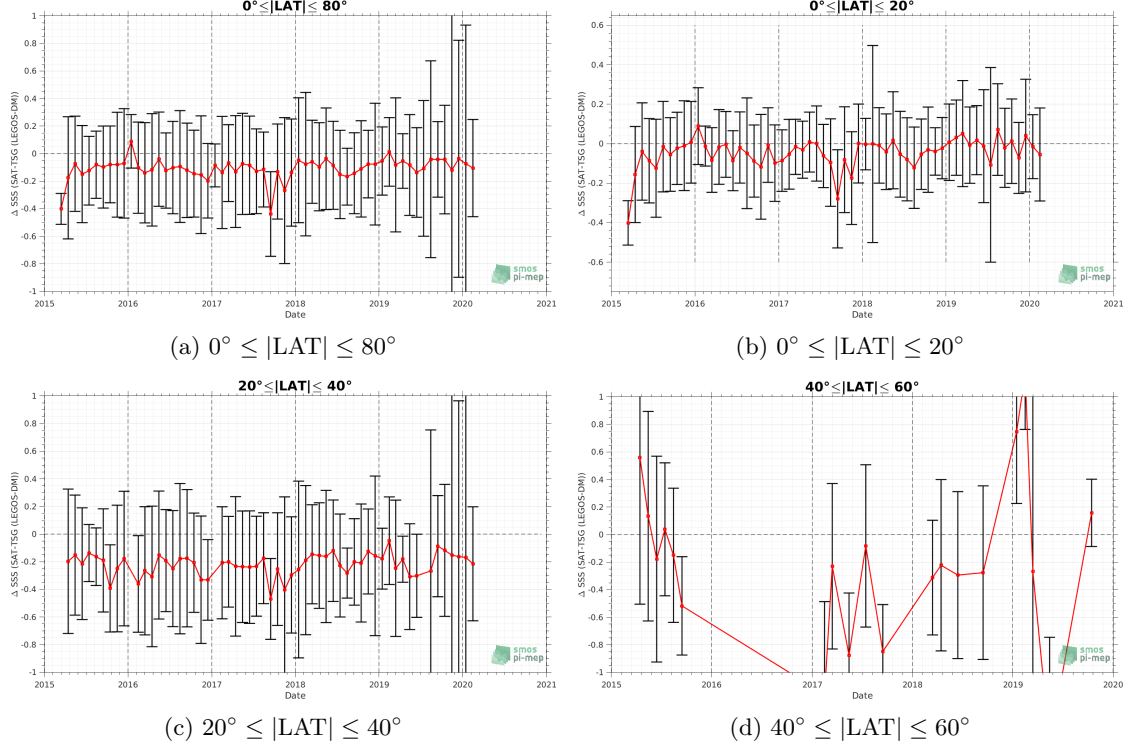 0°≤|LAT|≤ 80°
Δ SSS (SAT-TSG (LEGOS-DM))
1
0.8
0.6
0.4
0.2
0
-0.2
-0.4
-0.6
-0.8
-1
2015 2016 2017 2018 2019 2020 2021
Date
smos
pi-mep
(a) 0° ≤ |LAT| ≤ 80°
0°≤|LAT|≤ 20°
Δ SSS (SAT-TSG (LEGOS-DM))
0.6
0.4
0.2
0
-0.2
-0.4
-0.6
2015 2016 2017 2018 2019 2020 2021
Date
smos
pi-mep
(b) 0° ≤ |LAT| ≤ 20°
20°≤|LAT|≤ 40°
Δ SSS (SAT-TSG (LEGOS-DM))
1
0.8
0.6
0.4
0.2
0
-0.2
-0.4
-0.6
-0.8
-1
2015 2016 2017 2018 2019 2020 2021
Date
smos
pi-mep
(c) 20° ≤ |LAT| ≤ 40°
40°≤|LAT|≤ 60°
Δ SSS (SAT-TSG (LEGOS-DM))
1
0.8
0.6
0.4
0.2
0
-0.2
-0.4
-0.6
-0.8
-1
2015 2016 2017 2018 2019 2020
Date
smos
pi-mep
(d) 40° ≤ |LAT| ≤ 60°